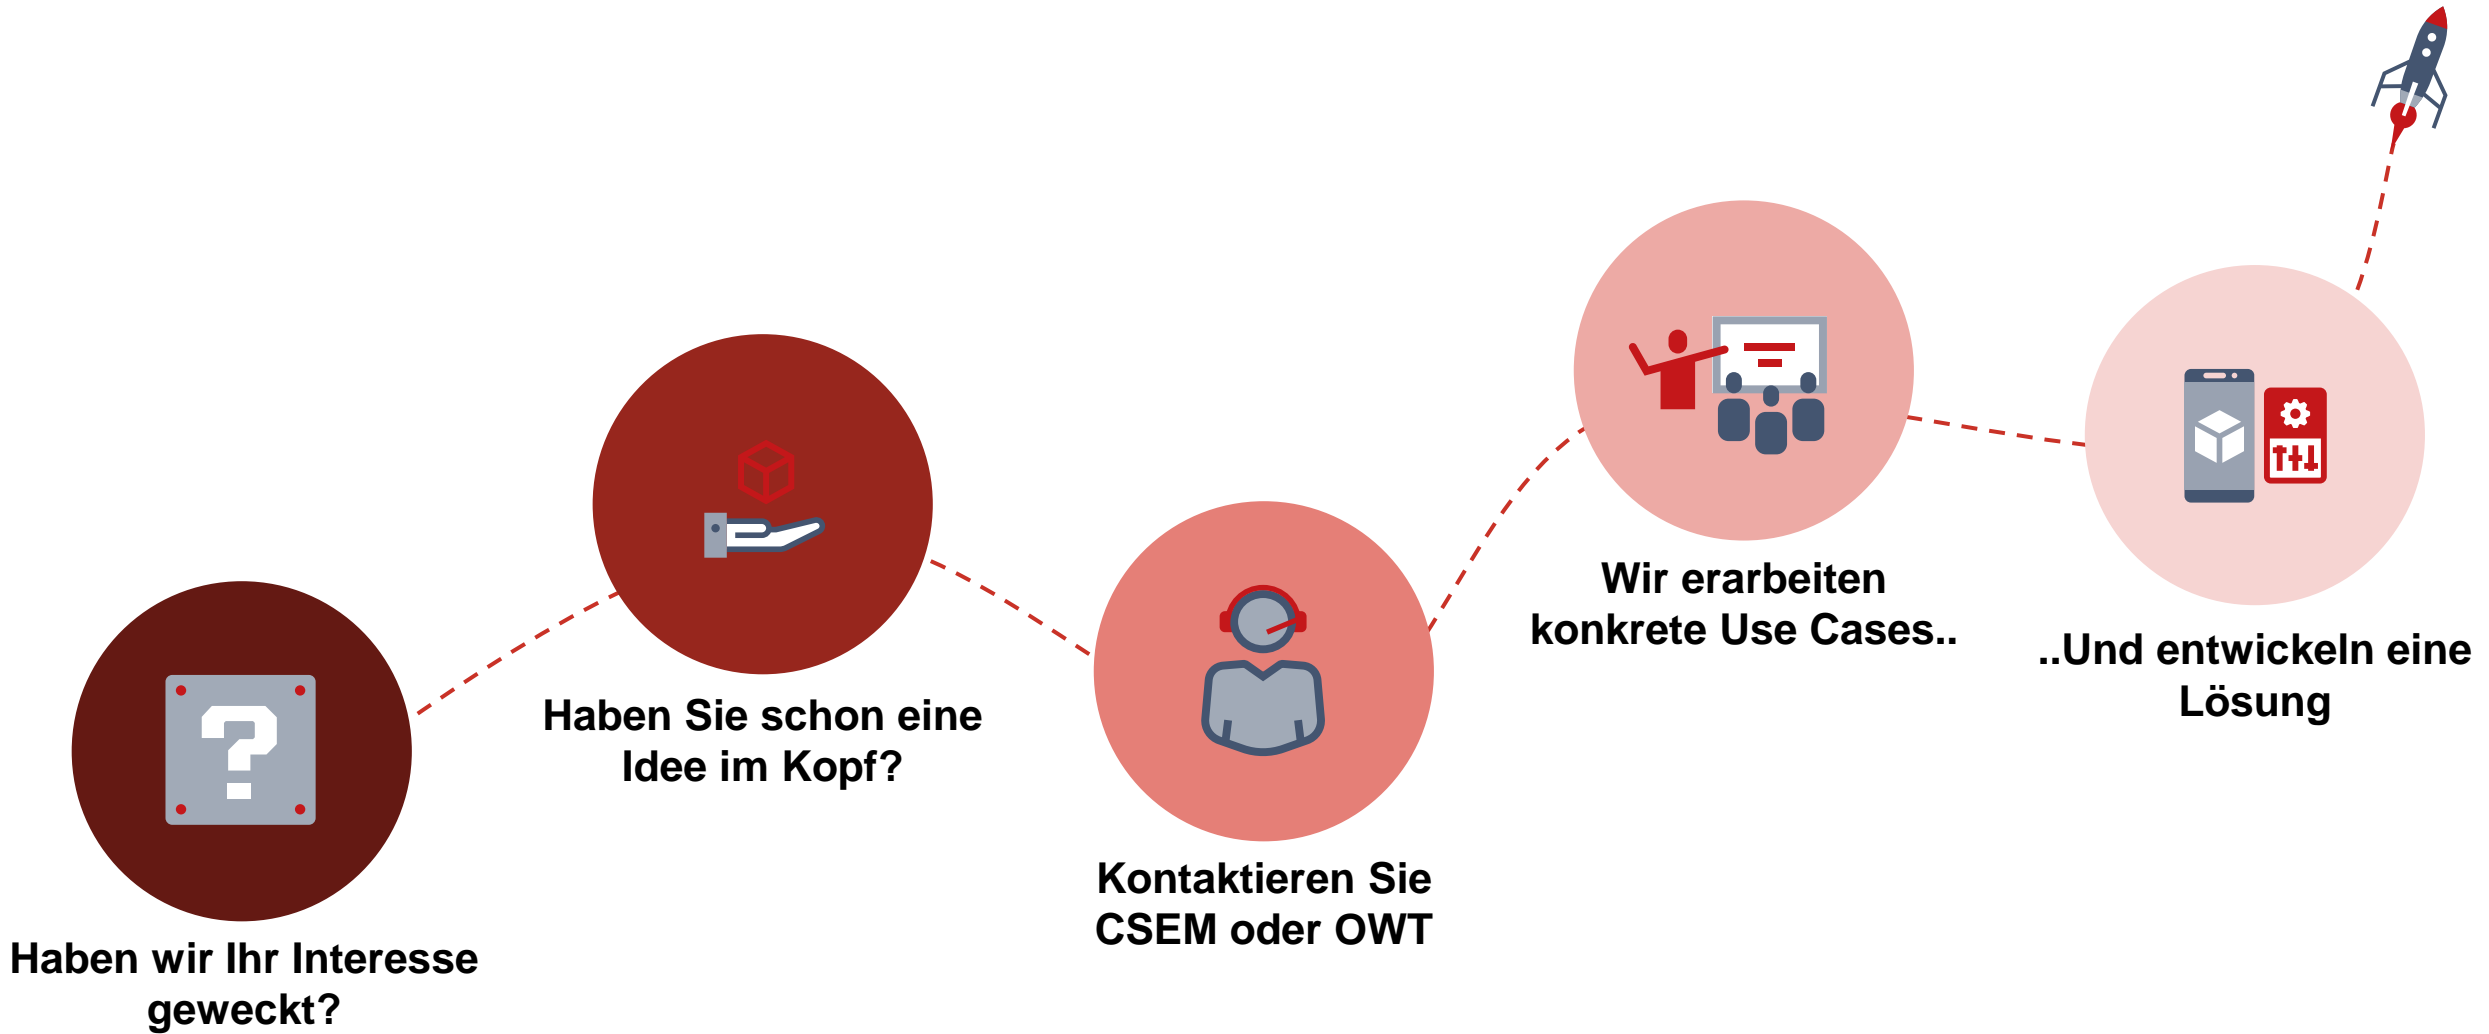 Haben wir Ihr Interesse
geweckt?
Haben Sie schon eine
Idee im Kopf?
Kontaktieren Sie
CSEM oder OWT
Wir erarbeiten
konkrete Use Cases..
..Und entwickeln eine
Lösung